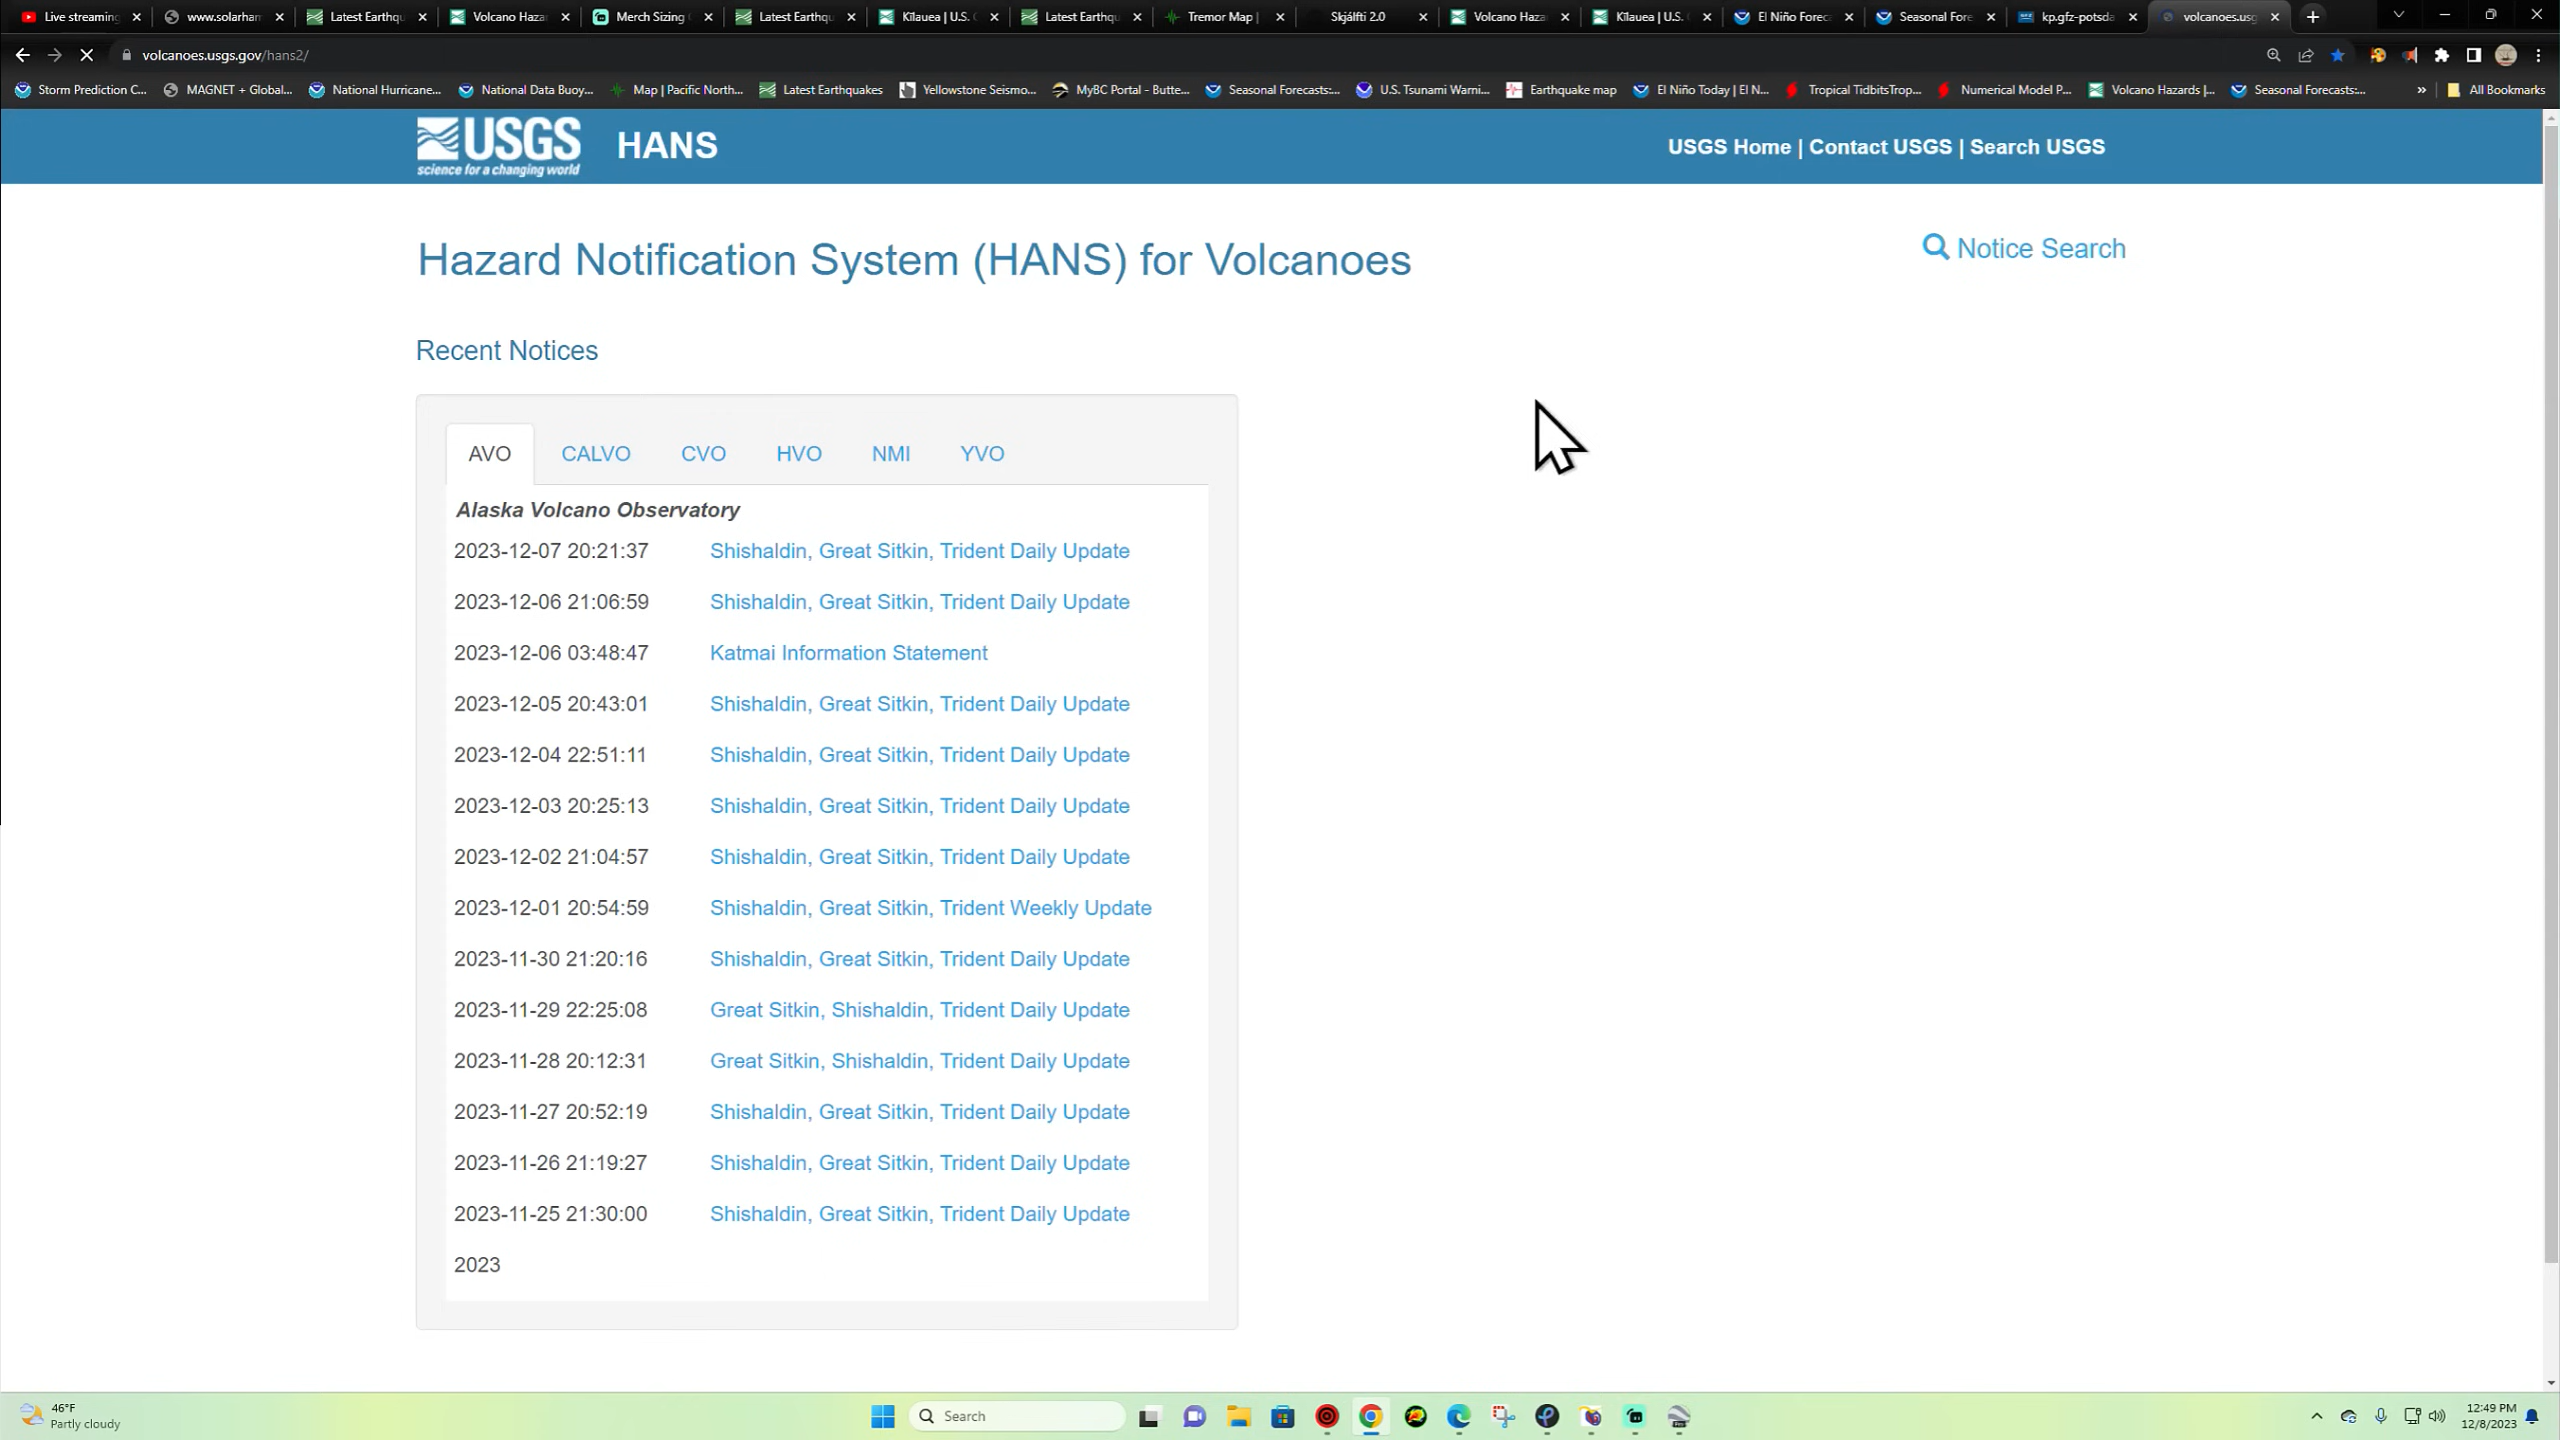 Live streaming
www.solarham
Latest Earthqu
Volcano Hazar
Merch Sizing
Latest Earthqu
Kīlauea | U.S.
Latest Earthqu
Tremor Map |
Skjálfti 2.0
Volcano Haza
Kīlauea | U.S.
El Niño Foreca
Seasonal Fore
kp.gfz-potsda
volcanoes.usg
volcanoes.usgs.gov/hans2/
Storm Prediction C...
MAGNET + Global...
National Hurricane...
National Data Buoy...
Map | Pacific North...
Latest Earthquakes
Yellowstone Seismo...
MyBC Portal - Butte...
Seasonal Forecasts:...
U.S. Tsunami Warni...
Earthquake map
El Niño Today | El N...
Tropical TidbitsTrop...
Numerical Model P...
Volcano Hazards |...
Seasonal Forecasts:...
»
All Bookmarks
USGS
science for a changing world
HANS
USGS Home | Contact USGS | Search USGS
Hazard Notification System (HANS) for Volcanoes
Notice Search
Recent Notices
AVO CALVO CVO HVO NMI YVO
Alaska Volcano Observatory
2023-12-07 20:21:37 Shishaldin, Great Sitkin, Trident Daily Update
2023-12-06 21:06:59 Shishaldin, Great Sitkin, Trident Daily Update
2023-12-06 03:48:47 Katmai Information Statement
2023-12-05 20:43:01 Shishaldin, Great Sitkin, Trident Daily Update
2023-12-04 22:51:11 Shishaldin, Great Sitkin, Trident Daily Update
2023-12-03 20:25:13 Shishaldin, Great Sitkin, Trident Daily Update
2023-12-02 21:04:57 Shishaldin, Great Sitkin, Trident Daily Update
2023-12-01 20:54:59 Shishaldin, Great Sitkin, Trident Weekly Update
2023-11-30 21:20:16 Shishaldin, Great Sitkin, Trident Daily Update
2023-11-29 22:25:08 Great Sitkin, Shishaldin, Trident Daily Update
2023-11-28 20:12:31 Great Sitkin, Shishaldin, Trident Daily Update
2023-11-27 20:52:19 Shishaldin, Great Sitkin, Trident Daily Update
2023-11-26 21:19:27 Shishaldin, Great Sitkin, Trident Daily Update
2023-11-25 21:30:00 Shishaldin, Great Sitkin, Trident Daily Update
2023
46°F
Partly cloudy
Search
12:49 PM
12/8/2023